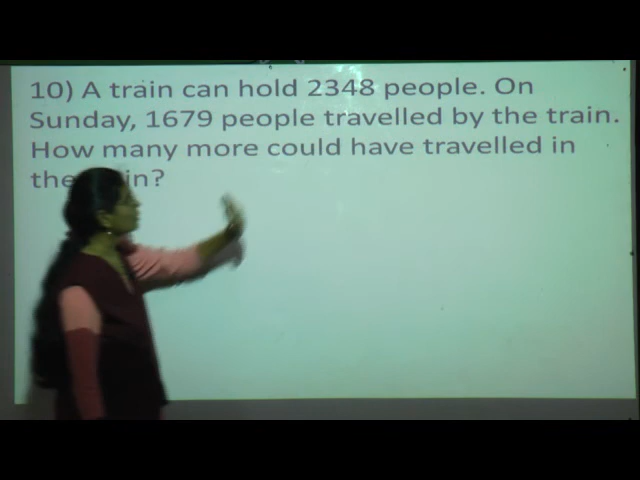 10) A train can hold 2348 people. On
Sunday, 1679 people travelled by the train.
How many more could have travelled in
the in?